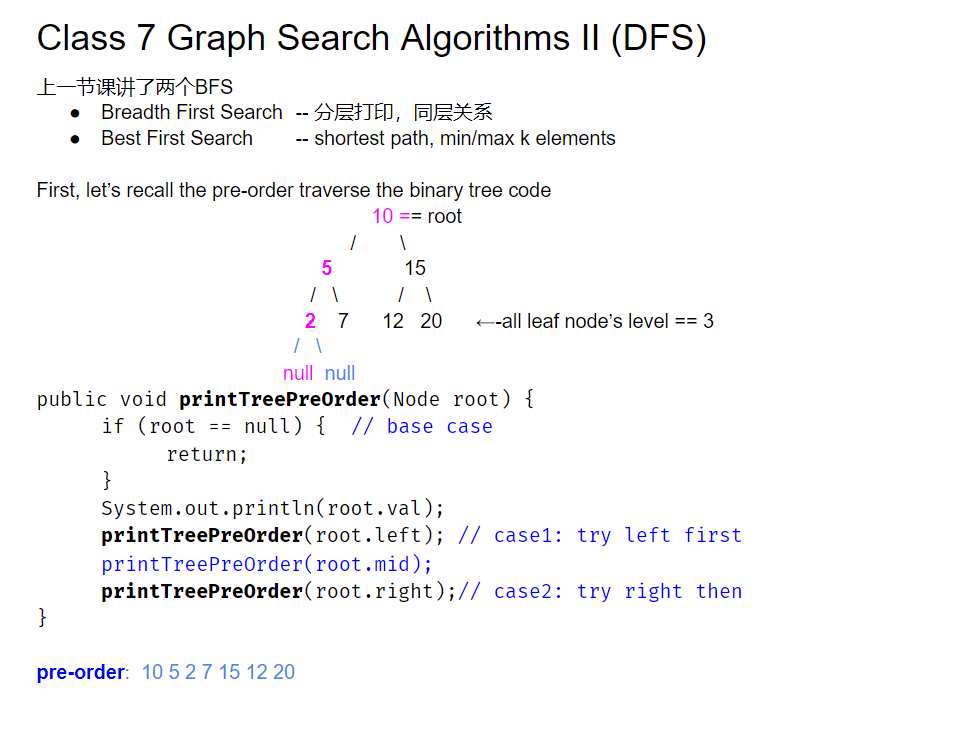 Class 7 Graph Search Algorithms II (DFS)
上一节课讲了两个BFS
● Breadth First Search -- 分层打印，同层关系
● Best First Search -- shortest path, min/max k elements
First, let’s recall the pre-order traverse the binary tree code
10 == root
/ \
5 15
/ \ / \
2 7 12 20 ←-all leaf node’s level == 3
/ \
null null
public void printTreePreOrder(Node root) {
if (root == null) { // base case
return;
}
System.out.println(root.val);
printTreePreOrder(root.left); // case1: try left first
printTreePreOrder(root.mid);
printTreePreOrder(root.right);// case2: try right then
}
pre-order: 10 5 2 7 15 12 20